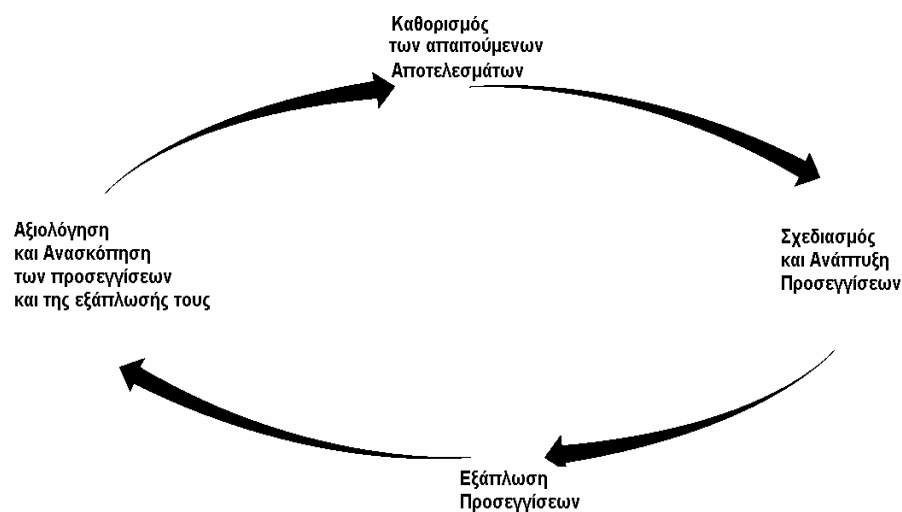 Καθορισμός
των απαιτούμενων
Αποτελεσμάτων
Αξιολόγηση
και Ανασκόπηση
των προσεγγίσεων
και της εξάπλωσής τους
Σχεδιασμός
και Ανάπτυξη
Προσεγγίσεων
Εξάπλωση
Προσεγγίσεων